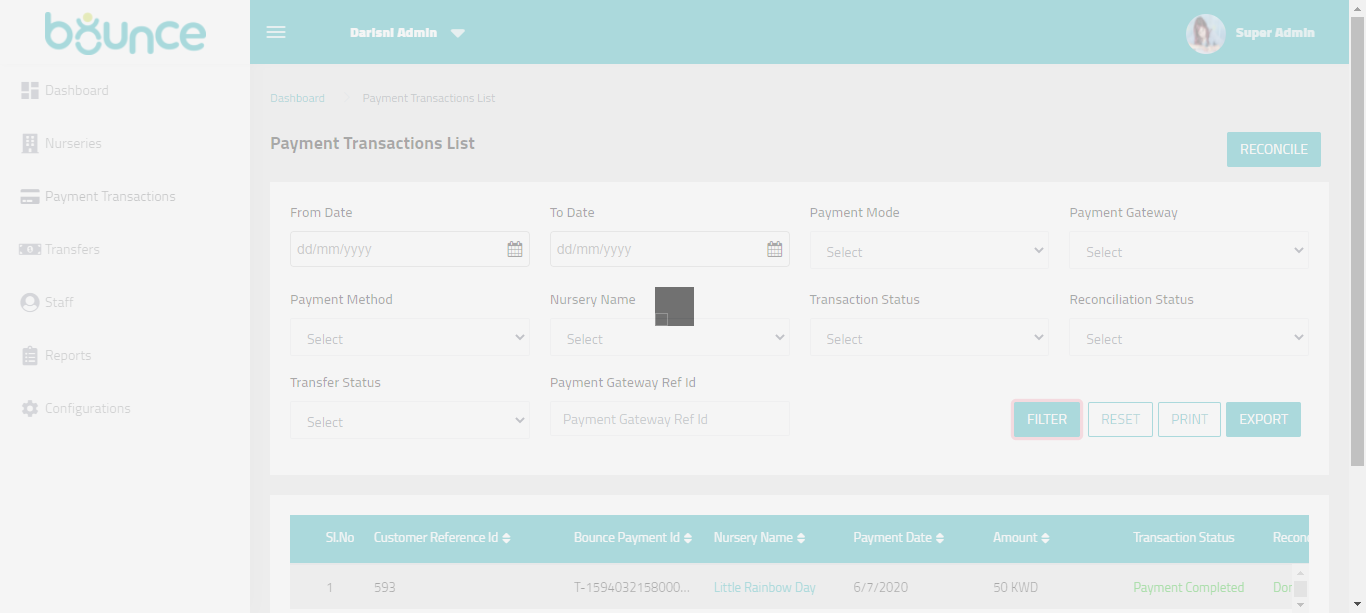 bounce
Darisni Admin
Super Admin
Dashboard
Nurseries
Payment Transactions
Transfers
Staff
Reports
Configurations
Dashboard > Payment Transactions List
Payment Transactions List
RECONCILE
From Date
To Date
Payment Mode
Payment Gateway
dd/mm/yyyy
dd/mm/yyyy
Select
Select
Payment Method
Nursery Name
Transaction Status
Reconciliation Status
Select
Select
Select
Select
Transfer Status
Payment Gateway Ref Id
Select
Payment Gateway Ref Id
FILTER
RESET
PRINT
EXPORT
Sl.No Customer Reference Id Bounce Payment Id Nursery Name Payment Date Amount Transaction Status Recon
1 593 T-1594032158000... Little Rainbow Day 6/7/2020 50 KWD Payment Completed Dor